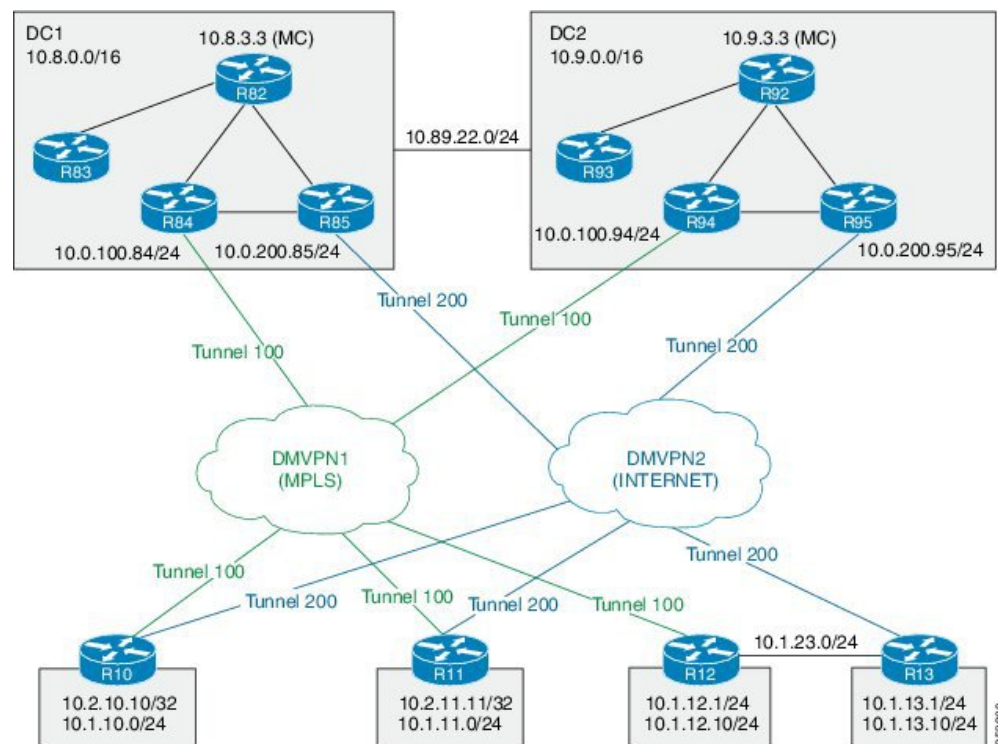 DC1
10.8.0.0/16
10.8.3.3 (MC)
R82
R83
R84
R85
10.0.100.84/24
10.0.200.85/24
10.89.22.0/24
DC2
10.9.0.0/16
10.9.3.3 (MC)
R92
R93
R94
R95
10.0.100.94/24
10.0.200.95/24
Tunnel 200
Tunnel 100
Tunnel 100
Tunnel 200
DMVPN1
(MPLS)
DMVPN2
(INTERNET)
Tunnel 100
Tunnel 200
Tunnel 100
Tunnel 200
Tunnel 100
Tunnel 200
R10
R11
R12
10.1.23.0/24
R13
10.2.10.10/32
10.1.10.0/24
10.2.11.11/32
10.1.11.0/24
10.1.12.1/24
10.1.12.10/24
10.1.13.1/24
10.1.13.10/24